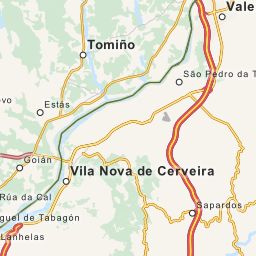 Vale
Tomiño
São Pedro da T
Estás
Goián
Vila Nova de Cerveira
Rúa da Cal
Sapardos
guel de Tabagón
Lanhelas